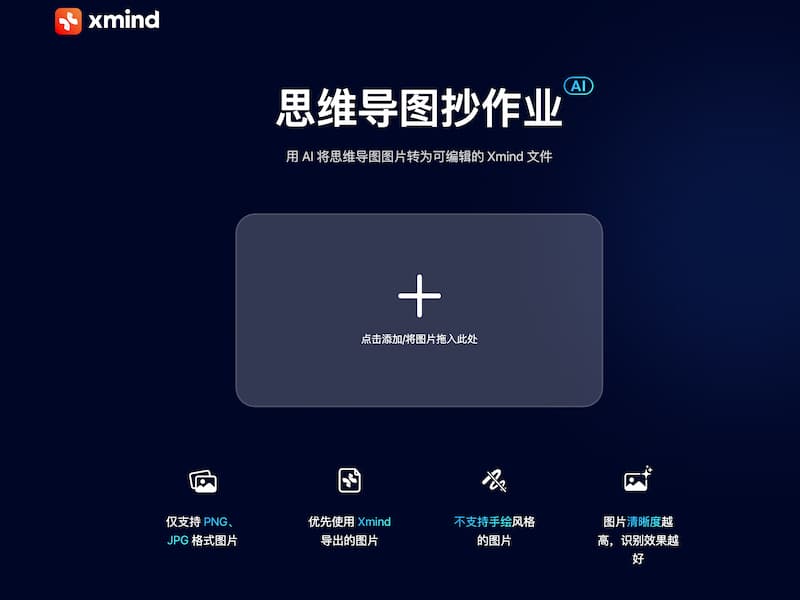 xmind
思维导图抄作业 AI
用 AI 将思维导图图片转为可编辑的 Xmind 文件
点击添加/将图片拖入此处
仅支持 PNG、
JPG 格式图片
优先使用 Xmind
导出的图片
不支持手绘风格
的图片
图片清晰度越
高，识别效果越
好